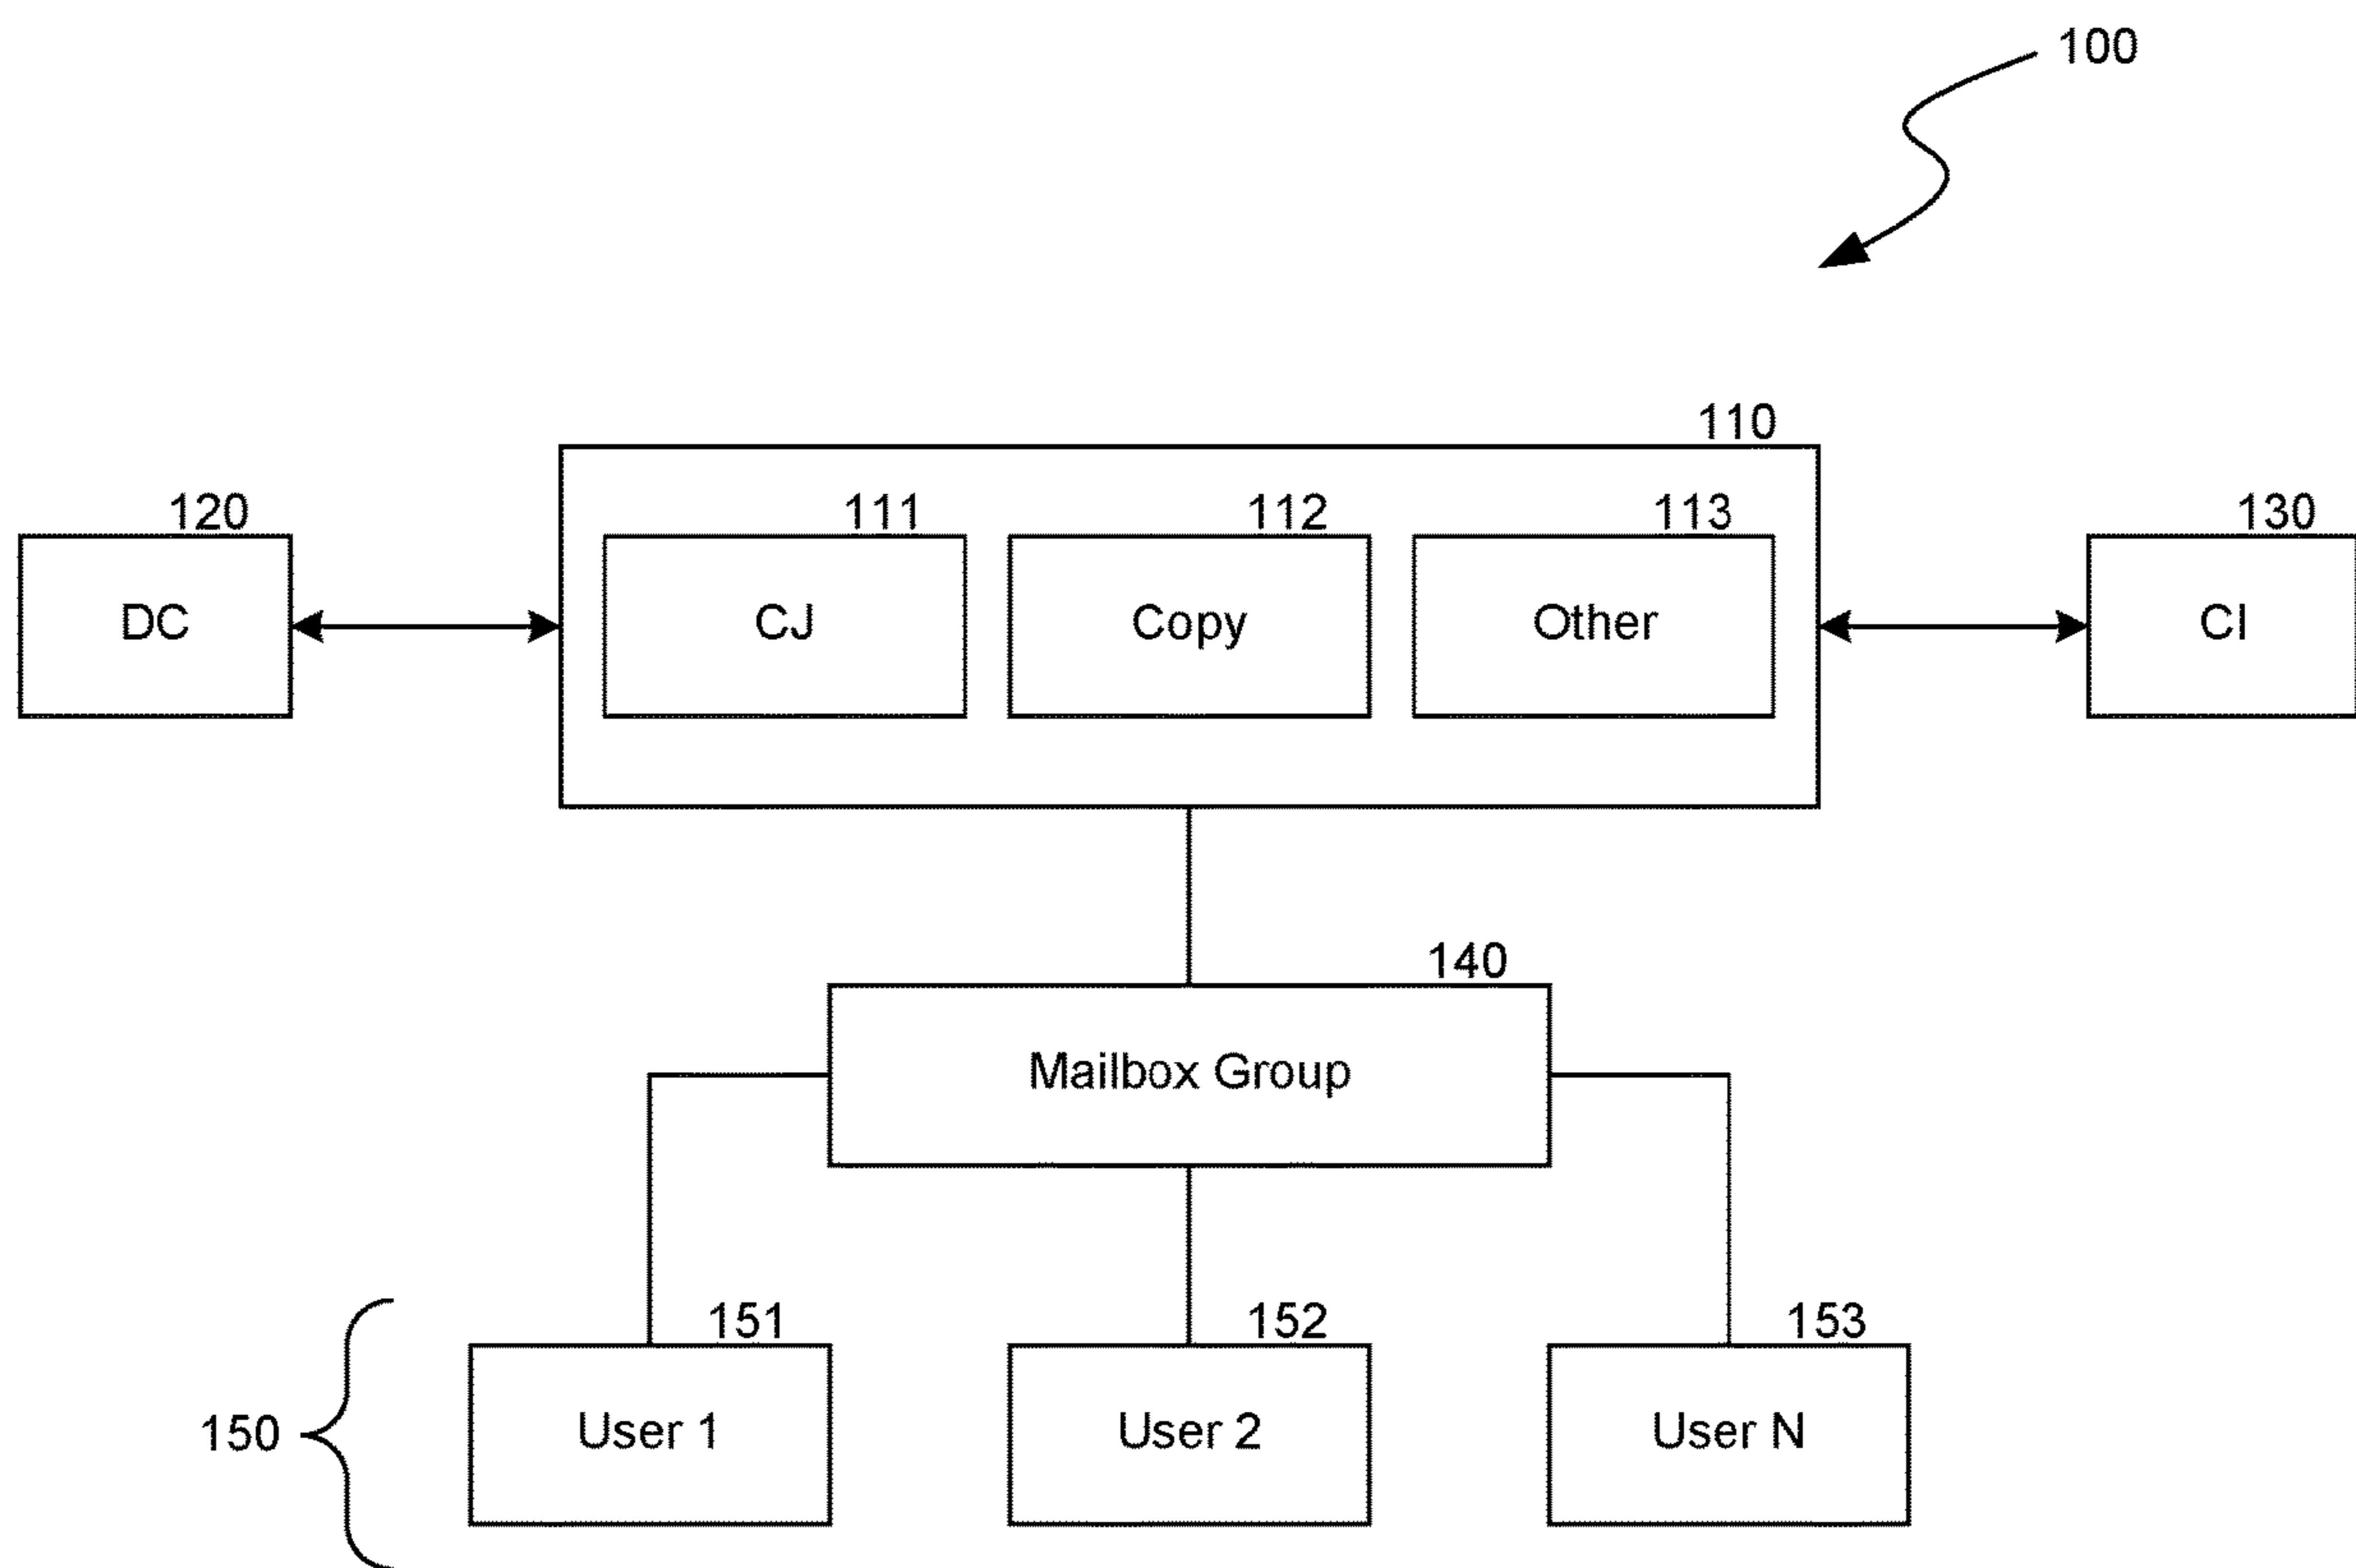 100
110
120
111
112
113
130
DC
CJ
Copy
Other
CI
140
Mailbox Group
151
152
153
150
User 1
User 2
User N